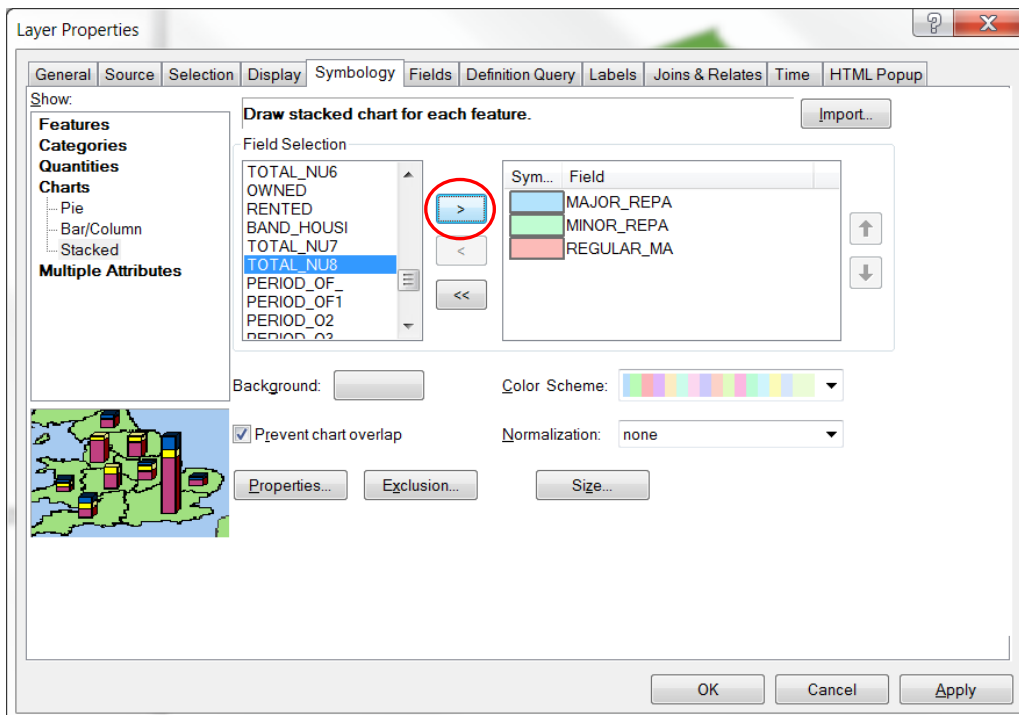 Layer Properties
?
X
General Source Selection Display Symbology Fields Definition Query Labels Joins & Relates Time HTML Popup
Show:
Features
Categories
Quantities
Charts
Pie
Bar/Column
Stacked
Multiple Attributes
Draw stacked chart for each feature.
Import...
Field Selection
TOTAL_NU6
OWNED
RENTED
BAND_HOUSI
TOTAL_NU7
TOTAL_NU8
PERIOD_OF_
PERIOD_OF1
PERIOD_O2
PERIOD_O3
>
<
<<
Sym... Field
MAJOR_REPA
MINOR_REPA
REGULAR_MA
Background:
Color Scheme:
Prevent chart overlap
Normalization: none
Properties...
Exclusion...
Size...
OK
Cancel
Apply